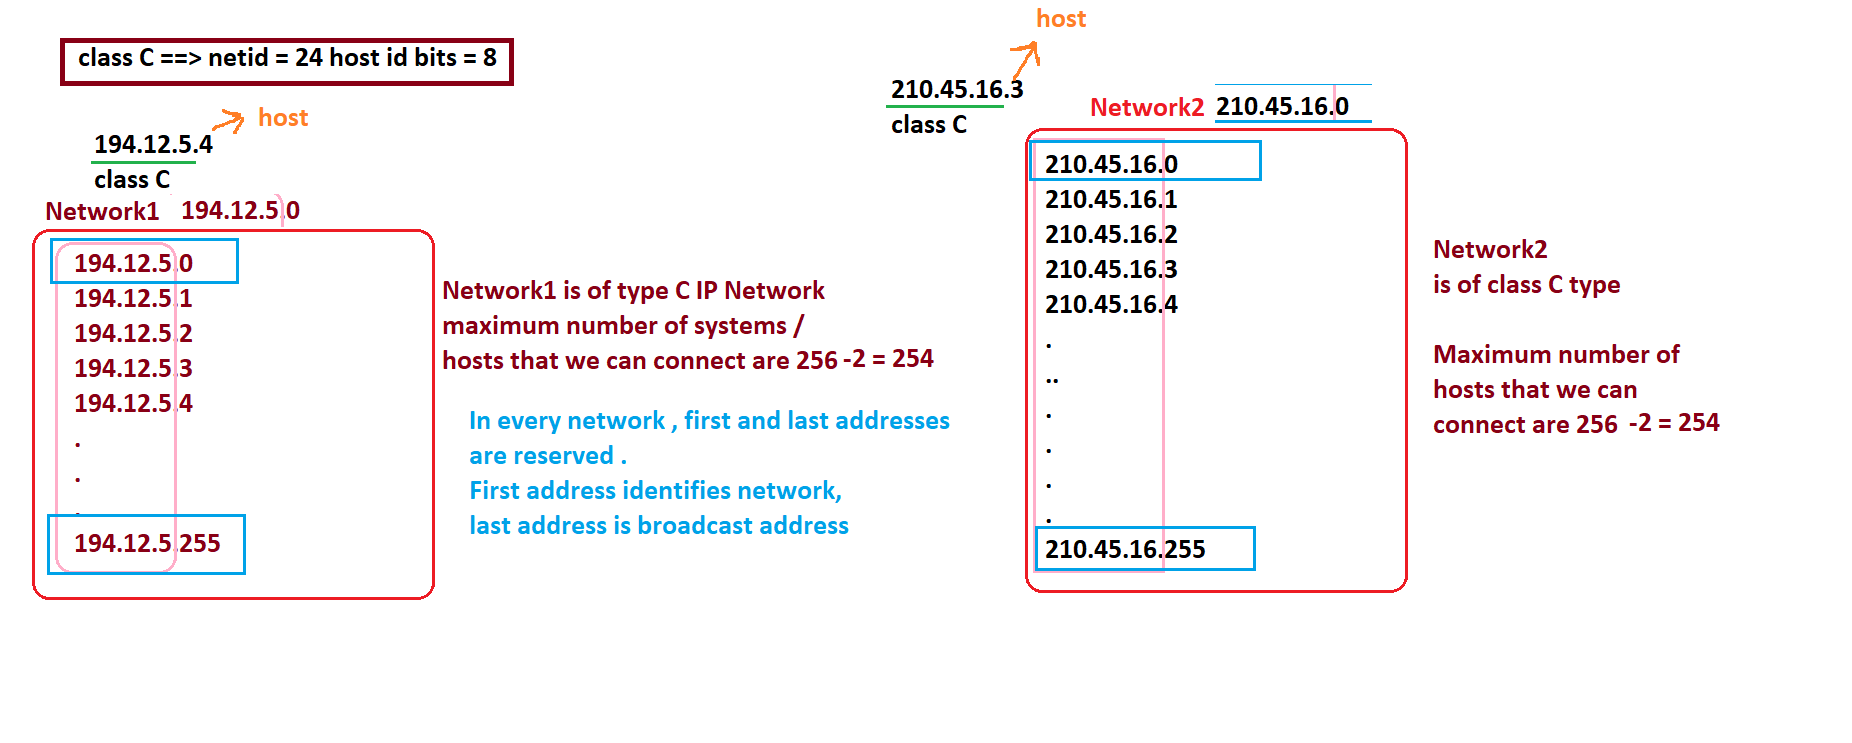 class C ==> netid = 24 host id bits = 8
host
194.12.5.4
class C
Network1 194.12.5.0
194.12.5.0
194.12.5.1
194.12.5.2
194.12.5.3
194.12.5.4
.
.
.
194.12.5.255
Network1 is of type C IP Network
maximum number of systems /
hosts that we can connect are 256 -2 = 254
In every network , first and last addresses
are reserved .
First address identifies network,
last address is broadcast address
host
210.45.16.3
class C
Network2 210.45.16.0
210.45.16.0
210.45.16.1
210.45.16.2
210.45.16.3
210.45.16.4
.
..
.
.
.
.
210.45.16.255
Network2
is of class C type
Maximum number of
hosts that we can
connect are 256 -2 = 254